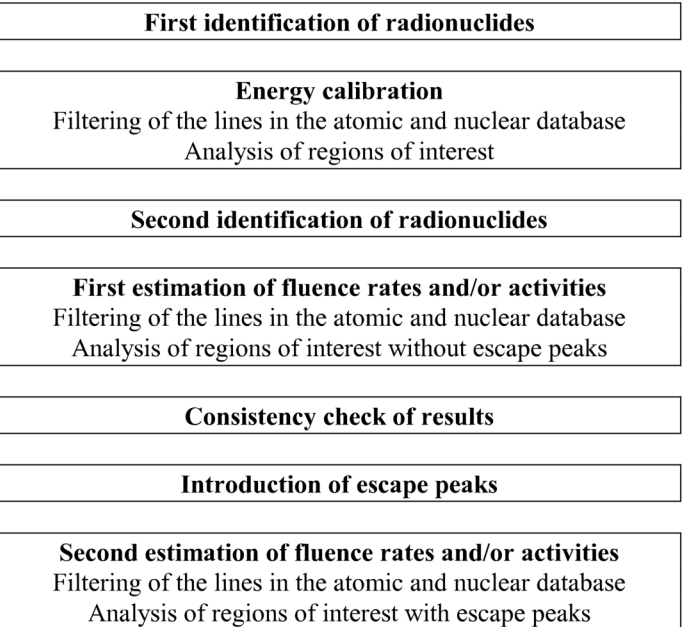 First identification of radionuclides
Energy calibration
Filtering of the lines in the atomic and nuclear database
Analysis of regions of interest
Second identification of radionuclides
First estimation of fluence rates and/or activities
Filtering of the lines in the atomic and nuclear database
Analysis of regions of interest without escape peaks
Consistency check of results
Introduction of escape peaks
Second estimation of fluence rates and/or activities
Filtering of the lines in the atomic and nuclear database
Analysis of regions of interest with escape peaks